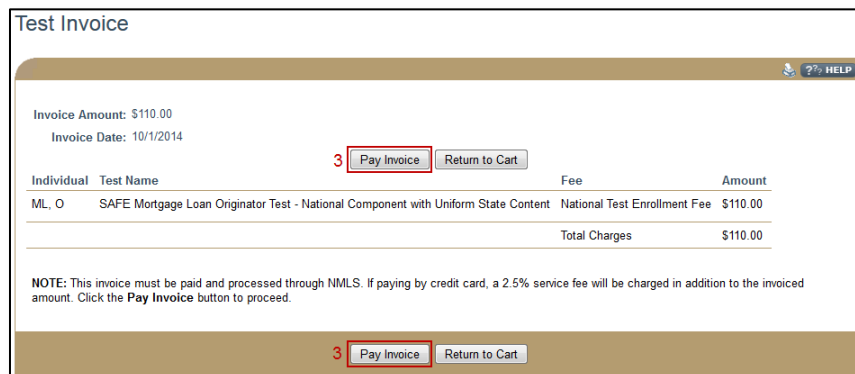 Test Invoice
??? HELP
Invoice Amount: $110.00
Invoice Date: 10/1/2014
3 Pay Invoice Return to Cart
Individual Test Name Fee Amount
ML, O SAFE Mortgage Loan Originator Test - National Component with Uniform State Content National Test Enrollment Fee $110.00
Total Charges $110.00
NOTE: This invoice must be paid and processed through NMLS. If paying by credit card, a 2.5% service fee will be charged in addition to the invoiced
amount. Click the Pay Invoice button to proceed.
3 Pay Invoice Return to Cart